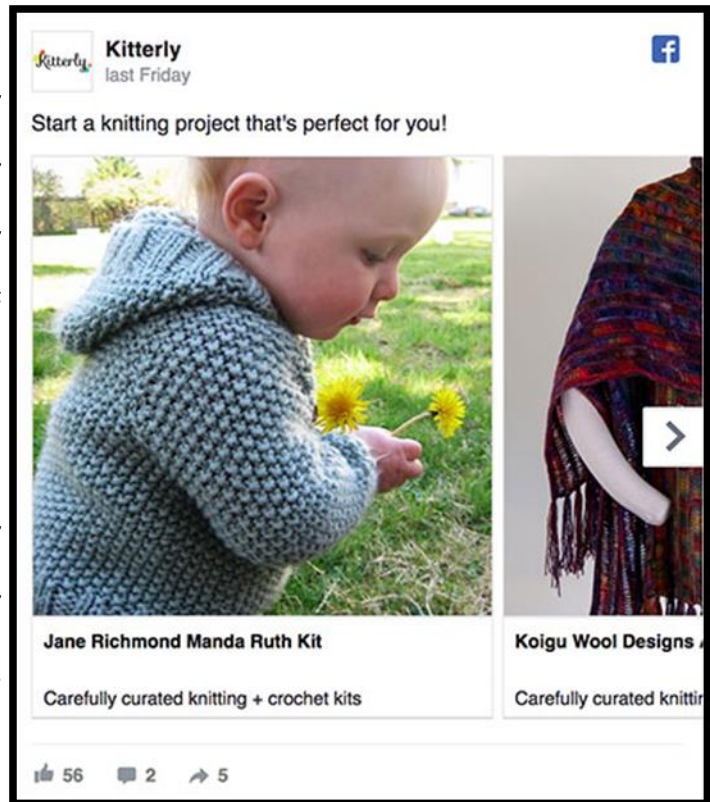 Kitterly
Kitterly
last Friday
Start a knitting project that's perfect for you!
Jane Richmond Manda Ruth Kit
Koigu Wool Designs
Carefully curated knitting + crochet kits
Carefully curated
56
2
5